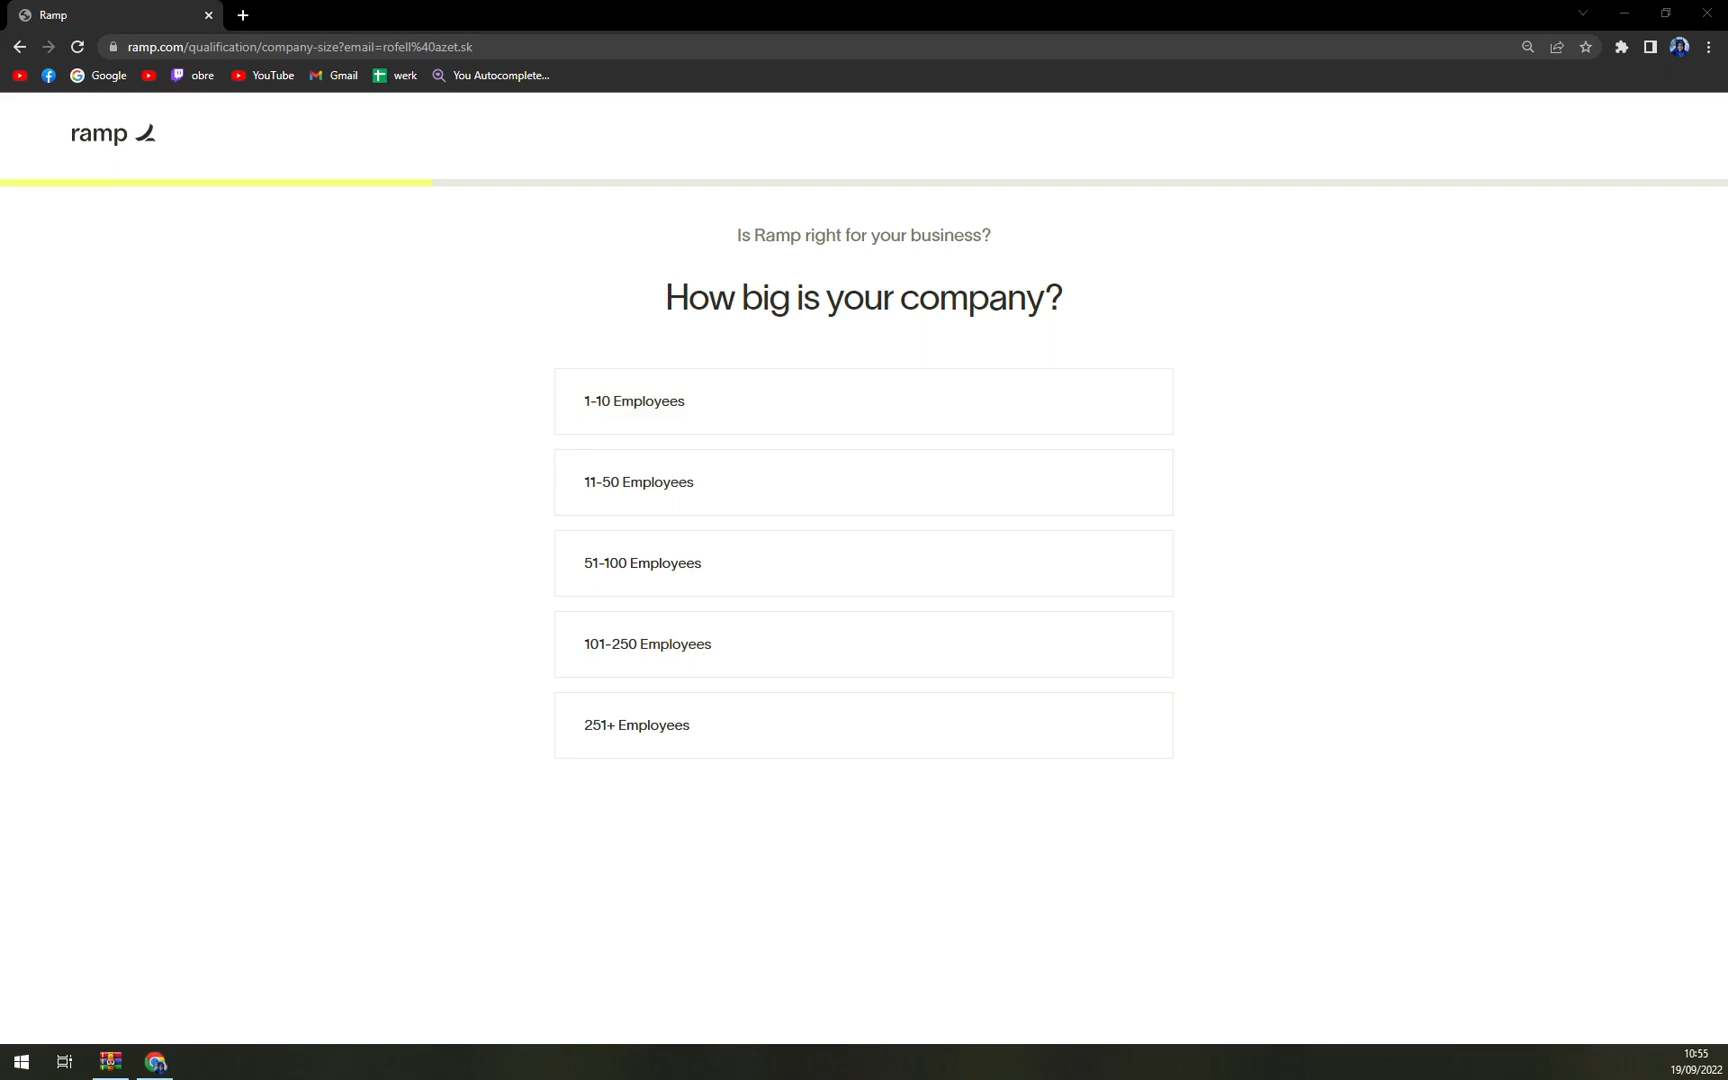 Ramp
ramp.com/qualification/company-size?email=rofell%40azet.sk
Google
obre
YouTube
Gmail
werk
You Autocomplete...
ramp
Is Ramp right for your business?
How big is your company?
1-10 Employees
11-50 Employees
51-100 Employees
101-250 Employees
251+ Employees
10:55
19/09/2022